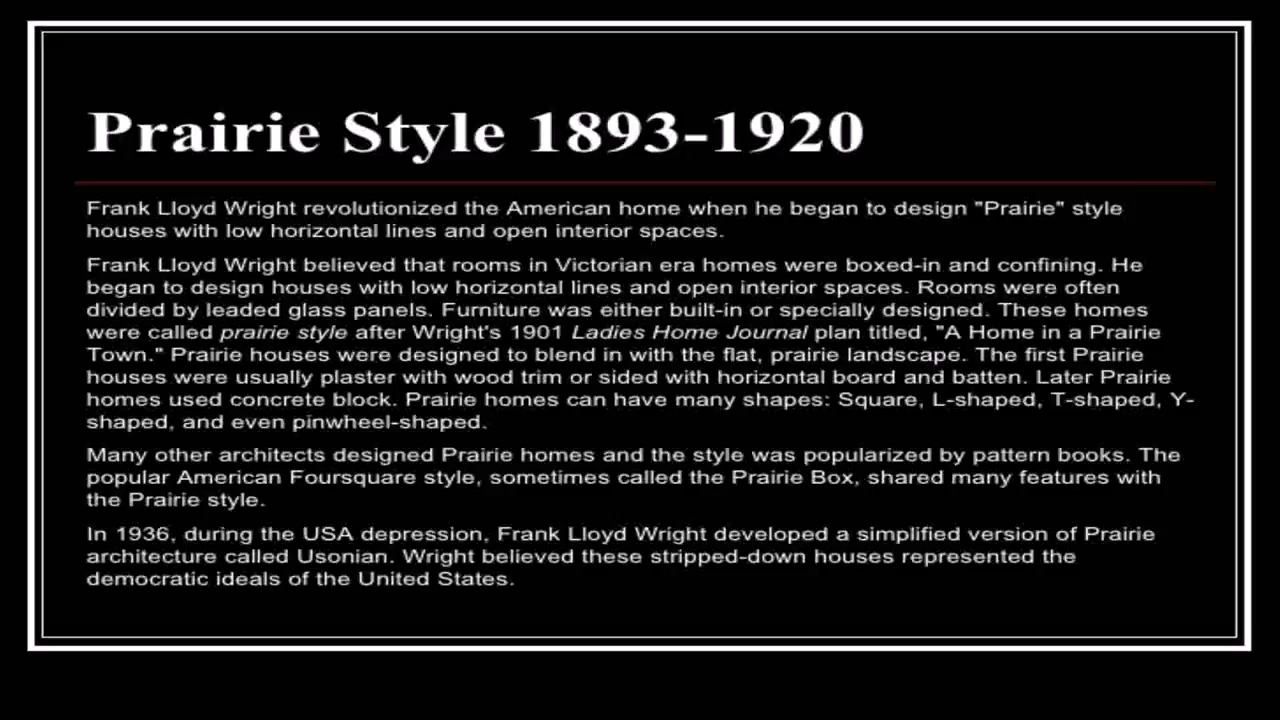 Prairie Style 1893-1920
Frank Lloyd Wright revolutionized the American home when he began to design "Prairie" style
houses with low horizontal lines and open interior spaces.
Frank Lloyd Wright believed that rooms in Victorian era homes were boxed-in and confining. He
began to design houses with low horizontal lines and open interior spaces. Rooms were often
divided by leaded glass panels. Furniture was either built-in or specially designed. These homes
were called prairie style after Wright's 1901 Ladies Home Journal plan titled, "A Home in a Prairie
Town." Prairie houses were designed to blend in with the flat, prairie landscape. The first Prairie
houses were usually plaster with wood trim or sided with horizontal board and batten. Later Prairie
homes used concrete block. Prairie homes can have many shapes: Square, L-shaped, T-shaped, Y-
shaped, and even pinwheel-shaped.
Many other architects designed Prairie homes and the style was popularized by pattern books. The
popular American Foursquare style, sometimes called the Prairie Box, shared many features with
the Prairie style.
In 1936, during the USA depression, Frank Lloyd Wright developed a simplified version of Prairie
architecture called Usonian. Wright believed these stripped-down houses represented the
democratic ideals of the United States.